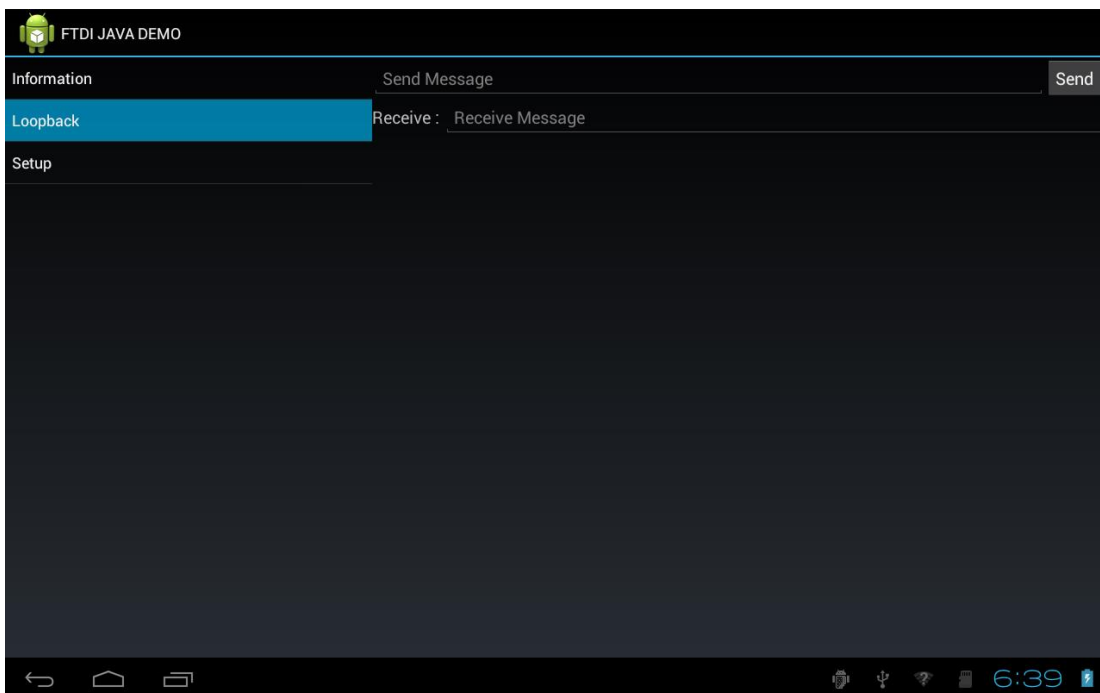 FTDI JAVA DEMO
Information
Send Message
Send
Loopback
Receive :
Receive Message
Setup
6:39